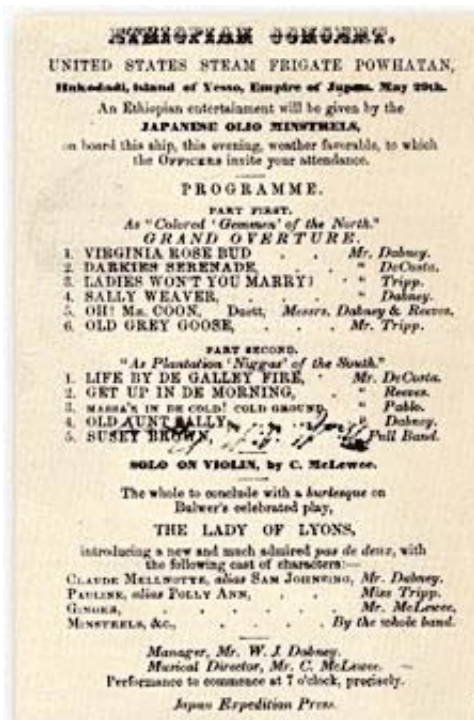 ETHIOPIAN CONCERT.
UNITED STATES STEAM FRIGATE POWHATAN,
Hakodadi, Island of Yesso, Empire of Japan. May 29th.
An Ethiopian entertainment will be given by the
JAPANESE OLIO MINSTRELS,
on board this ship, this evening, weather favorable, to which
the OFFICERS invite your attendance.
PROGRAMME.
PART FIRST.
As "Colored 'Gemmen' of the North."
GRAND OVERTURE.
1. VIRGINIA ROSE BUD . . Mr. Dabney.
2. DARKIES SERENADE, . . " DeCosta.
3. LADIES WON'T YOU MARRY? . " Tripp.
4. SALLY WEAVER, . . . " Dabney.
5. OH! MR. COON, Duett, Messrs. Dabney & Reeves.
6. OLD GREY GOOSE, . . . Mr. Tripp.
PART SECOND.
"As Plantation 'Niggas' of the South."
1. LIFE BY DE GALLEY FIRE, . Mr. DeCosta.
2. GET UP IN DE MORNING, . " Reeves.
3. MASSA'S IN DE COLD! COLD GROUND, " Pablo.
4. OLD AUNT SALLY, " Dabney.
5. SUSEY BROWN, Full Band.
SOLO ON VIOLIN, by C. McLewee.
The whole to conclude with a burlesque on
Bulwer's celebrated play,
THE LADY OF LYONS,
introducing a new and much admired pas de deux, with
the following cast of characters:—
CLAUDE MELLNOTTE, alias SAM JOHNSING, Mr. Dabney.
PAULINE, alias POLLY ANN, . . Miss Tripp.
GINGER, . . . . . . Mr. McLewee,
MINSTRELS, &c., . . . . By the whole band.
Manager, Mr. W. J. Dabney.
Musical Director, Mr. C. McLewee. —
Performance to commence at 7 o'clock, precisely.
Japan Expedition Press.